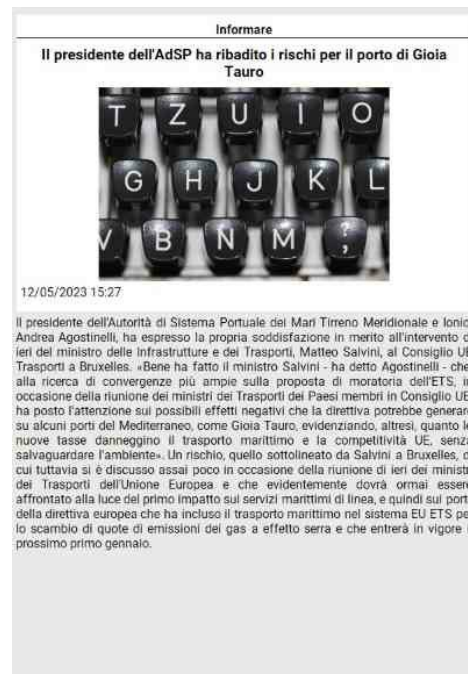 Informare
Il presidente dell'AdSP ha ribadito i rischi per il porto di Gioia
Tauro
T Z U I O
G H J K L
V B N M ? ;
12/05/2023 15:27
Il presidente dell'Autorità di Sistema Portuale dei Mari Tirreno Meridionale e Ionio
Andrea Agostinelli, ha espresso la propria soddisfazione in merito all'intervento d
ieri del ministro delle Infrastrutture e dei Trasporti, Matteo Salvini, al Consiglio UE
Trasporti a Bruxelles. «Bene ha fatto il ministro Salvini - ha detto Agostinelli - che
alla ricerca di convergenze più ampie sulla proposta di moratoria dell'ETS, in
occasione della riunione dei ministri dei Trasporti dei Paesi membri in Consiglio UE
ha posto l'attenzione sui possibili effetti negativi che la direttiva potrebbe generare
su alcuni porti del Mediterraneo, come Gioia Tauro, evidenziando, altresì, quanto le
nuove tasse danneggino il trasporto marittimo e la competitività UE, senza
salvaguardare l'ambiente». Un rischio, quello sottolineato da Salvini a Bruxelles, d
cui tuttavia si è discusso assai poco in occasione della riunione di ieri dei ministr
dei Trasporti dell'Unione Europea e che evidentemente dovrà ormai essere
affrontato alla luce del primo impatto sui servizi marittimi di linea, e quindi sui porti
della direttiva europea che ha incluso il trasporto marittimo nel sistema EU ETS pe
lo scambio di quote di emissioni dei gas a effetto serra e che entrerà in vigore i
prossimo primo gennaio.